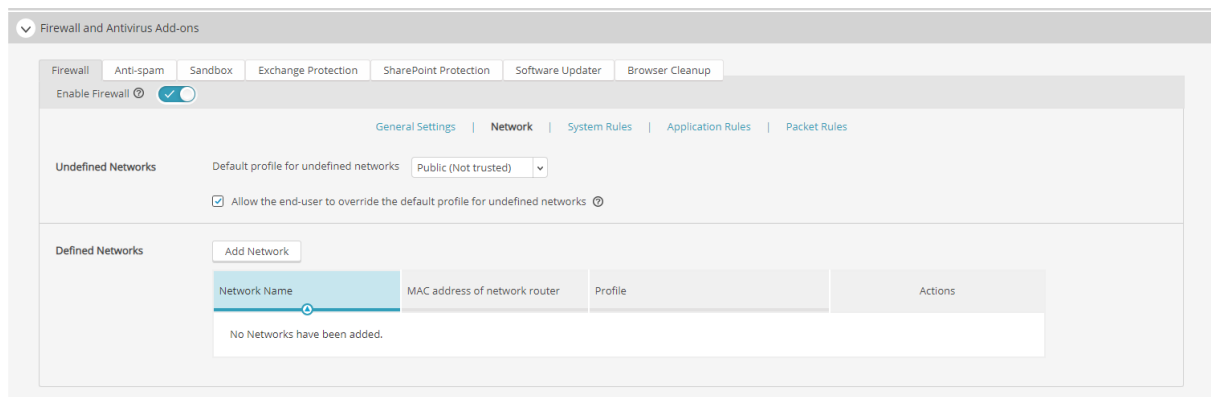 Firewall and Antivirus Add-ons
Firewall Anti-spam Sandbox Exchange Protection SharePoint Protection Software Updater Browser Cleanup
Enable Firewall
General Settings | Network | System Rules | Application Rules | Packet Rules
Undefined Networks Default profile for undefined networks Public (Not trusted)
Allow the end-user to override the default profile for undefined networks
Defined Networks Add Network
Network Name MAC address of network router Profile Actions
No Networks have been added.